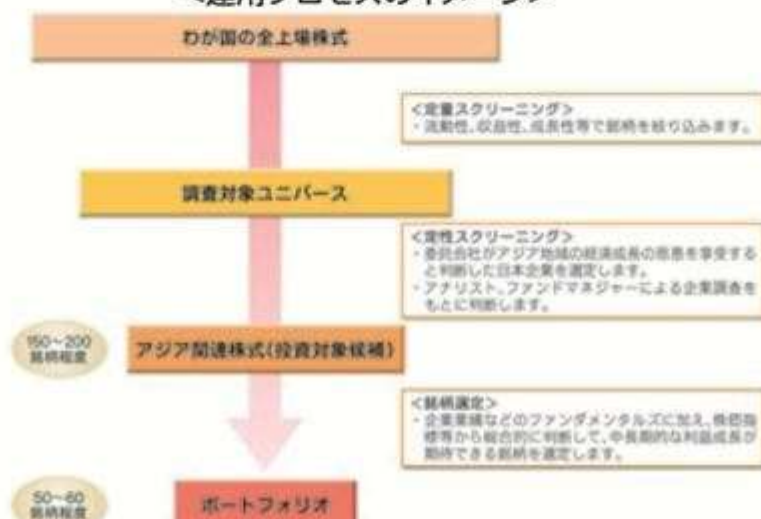 <運用プロセスのイメージ>
わが国の全上場株式
<定量スクリーニング>
・流動性、収益性、成長性等で銘柄を絞り込みます。
調査対象ユニバース
<定性スクリーニング>
・委託会社がアジア地域の経済成長の恩恵を享受する
と判断した日本企業を選定します。
・アナリスト、ファンドマネジャーによる企業調査を
もとに判断します。
150~200
銘柄程度
アジア関連株式(投資対象候補)
<銘柄選定>
・企業業績などのファンダメンタルズに加え、株価指
標等から総合的に判断して、中長期的な利益成長が
期待できる銘柄を選定します。
50~60
銘柄程度
ポートフォリオ